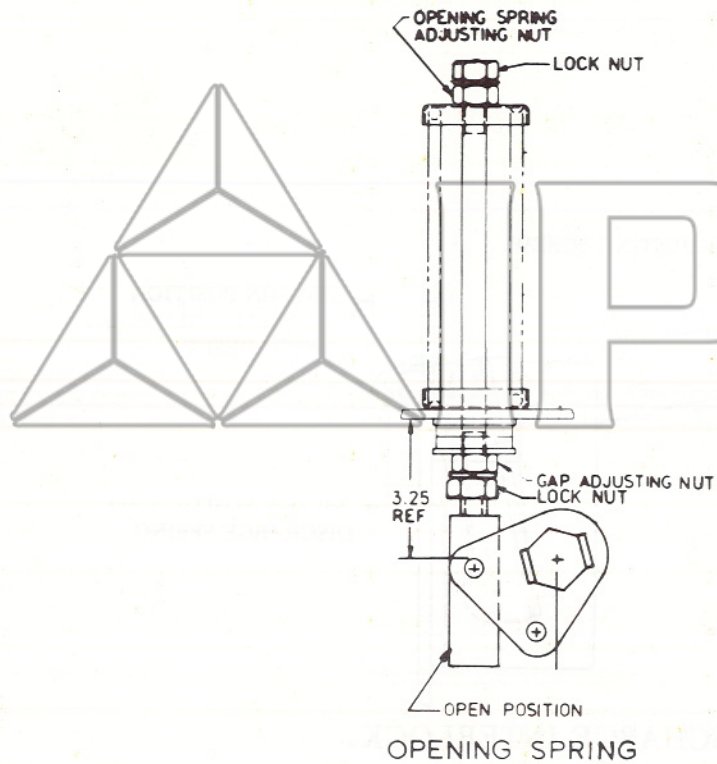 OPENING SPRING
ADJUSTING NUT
LOCK NUT
P
GAP ADJUSTING NUT
LOCK NUT
3.25
REF
OPEN POSITION
OPENING SPRING